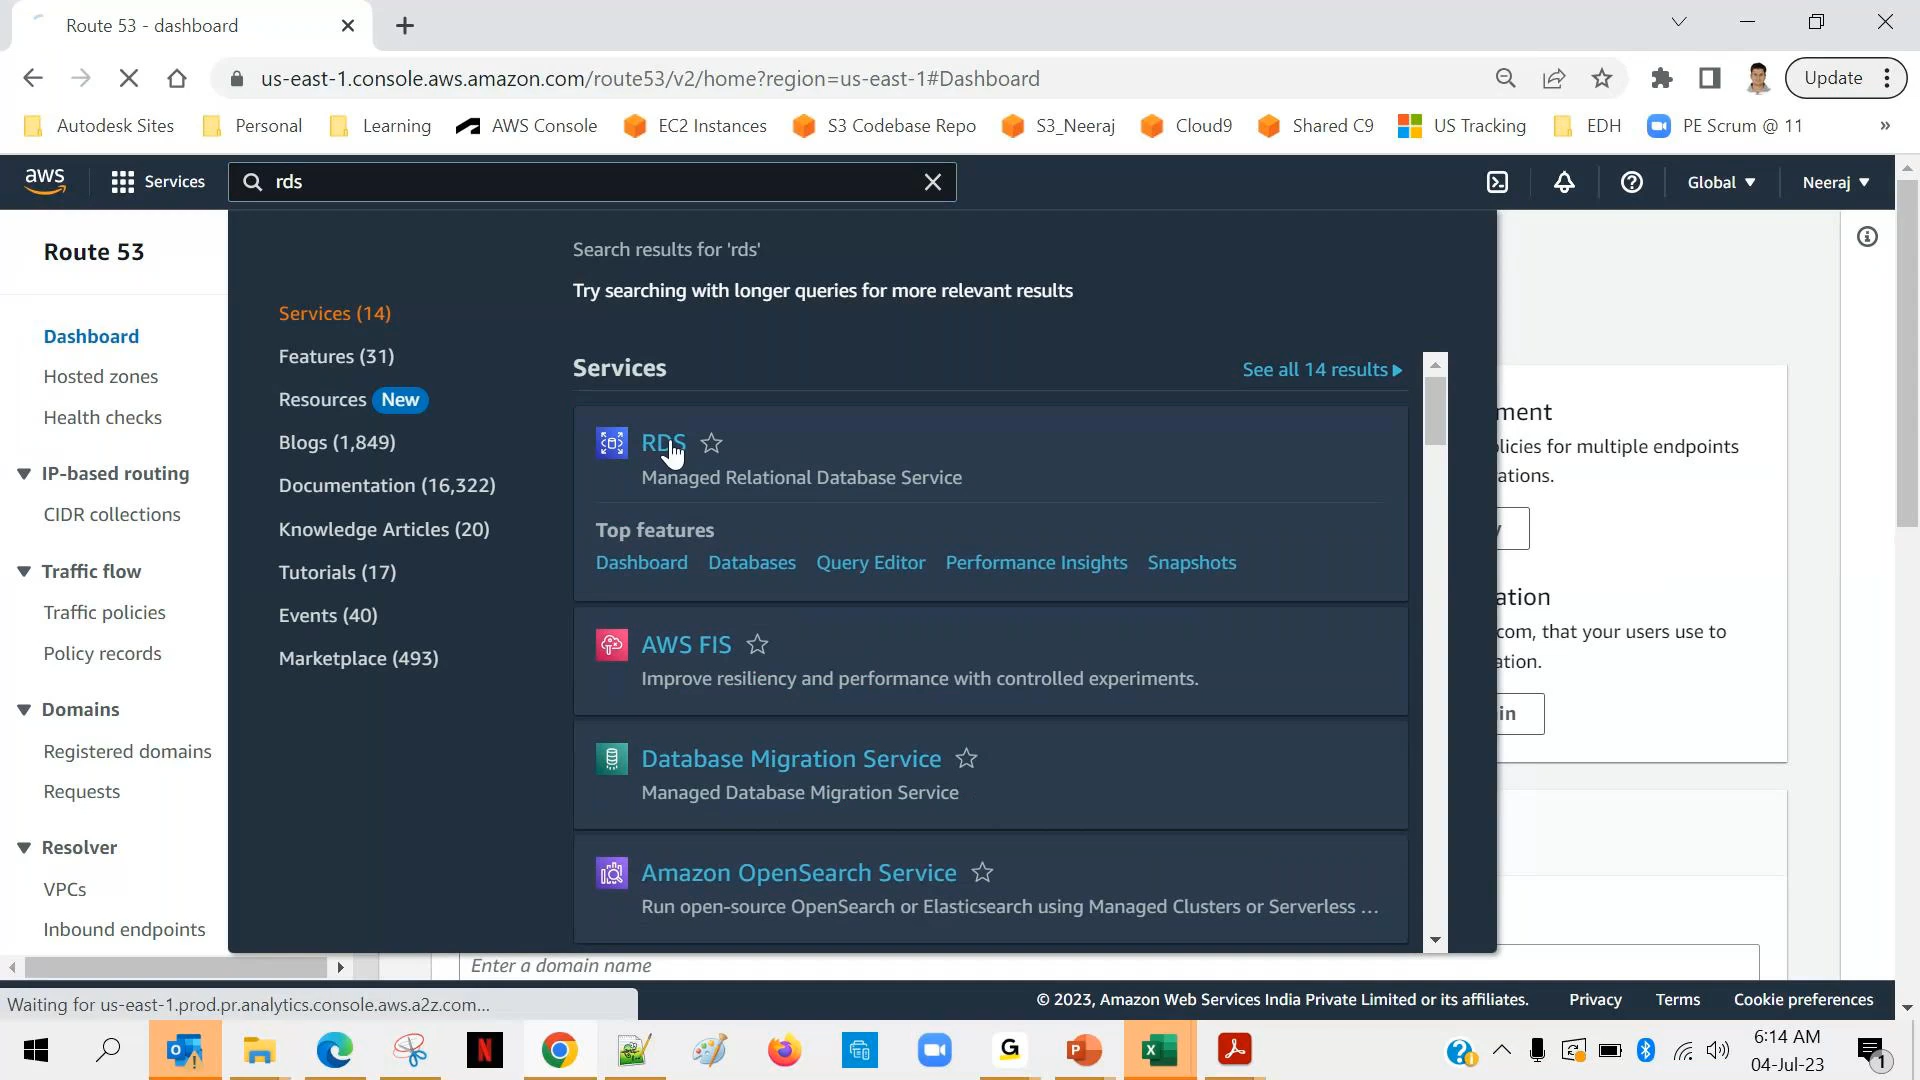 Route 53 - dashboard
us-east-1.console.aws.amazon.com/route53/v2/home?region=us-east-1#Dashboard
Update
Autodesk Sites
Personal
Learning
AWS Console
EC2 Instances
S3 Codebase Repo
S3_Neeraj
Cloud9
Shared C9
US Tracking
EDH
PE Scrum @ 11
»
aws
Services
rds
Global
Neeraj
Route 53
Dashboard
Hosted zones
Health checks
IP-based routing
CIDR collections
Traffic flow
Traffic policies
Policy records
Domains
Registered domains
Requests
Resolver
VPCs
Inbound endpoints
Services (14)
Features (31)
Resources New
Blogs (1,849)
Documentation (16,322)
Knowledge Articles (20)
Tutorials (17)
Events (40)
Marketplace (493)
Search results for 'rds'
Try searching with longer queries for more relevant results
Services
See all 14 results
RDS
Managed Relational Database Service
Top features
Dashboard Databases Query Editor Performance Insights Snapshots
AWS FIS
Improve resiliency and performance with controlled experiments.
Database Migration Service
Managed Database Migration Service
Amazon OpenSearch Service
Run open-source OpenSearch or Elasticsearch using Managed Clusters or Serverless ...
ment
licies for multiple endpoints
ations.
ation
com, that your users use to
ation.
in
Enter a domain name
Waiting for us-east-1.prod.pr.analytics.console.aws.a2z.com...
© 2023, Amazon Web Services India Private Limited or its affiliates.
Privacy
Terms
Cookie preferences
6:14 AM
04-Jul-23
1